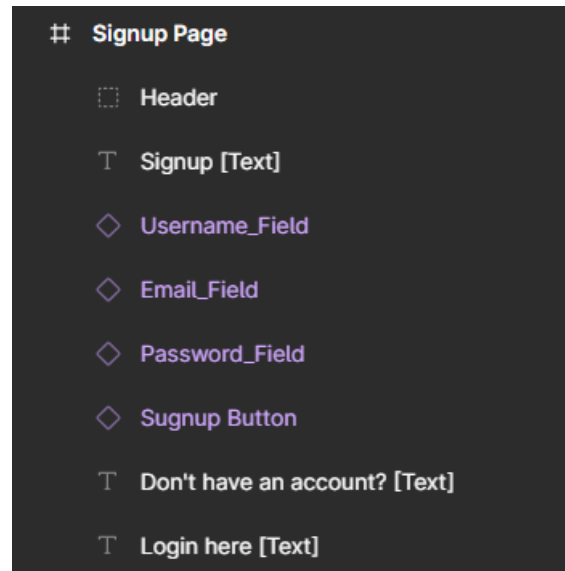 Signup Page
Header
Signup [Text]
Username_Field
Email_Field
Password_Field
Sugnup Button
Don't have an account? [Text]
Login here [Text]